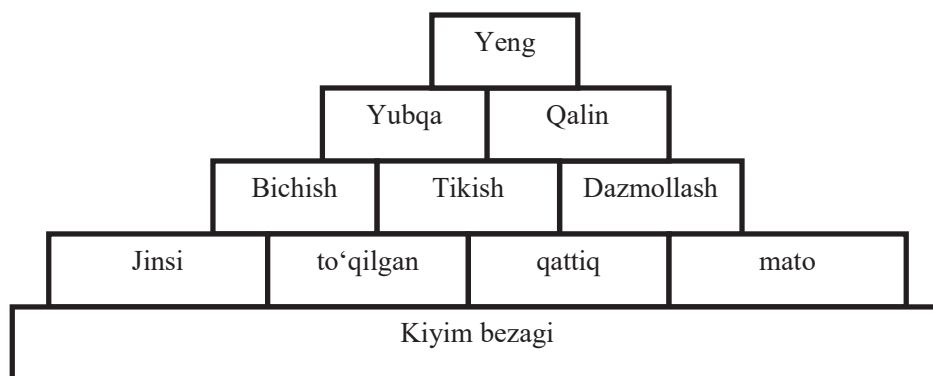 Yeng
Yubqa Qalin
Bichish Tikish Dazmollash
Jinsi to‘qilgan qattiq mato
Kiyim bezagi